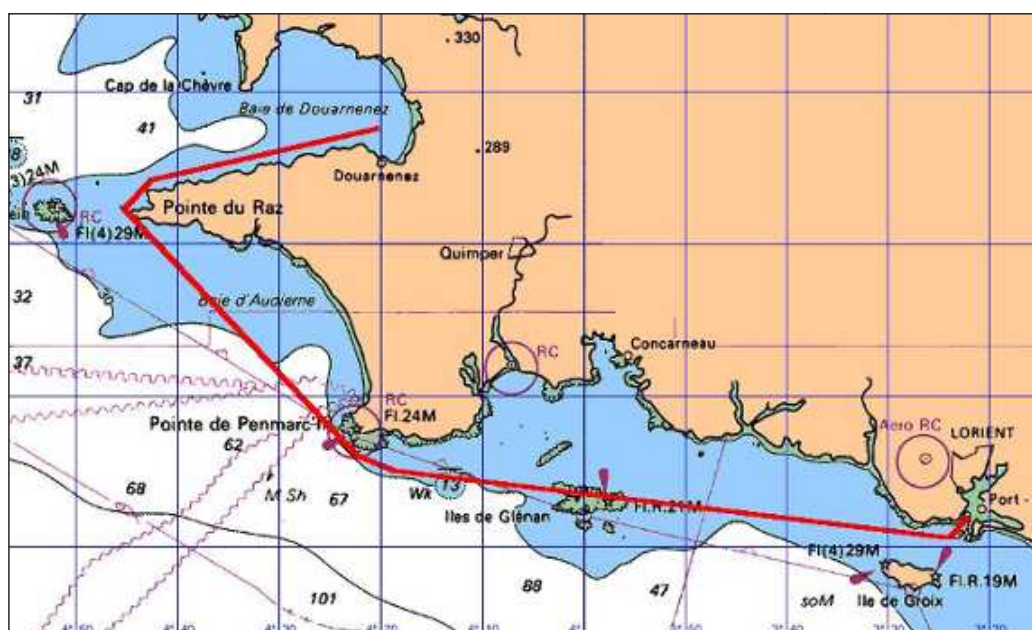 330
31
Cap de la Chèvre
Baie de Douarnenez
41
289
Douarnenez
3)24M
RC
Pointe du Raz
Fl(4)29M
Quimper
32
30
Baie d'Audierne
37
RC
Concarneau
RC
Fl.24M
Pointe de Penmarc'h
Aero RC
LORIENT
62
68
M Sh
67
Wk
13
Iles de Glénan
Fl.R.21M
Port-
Fl(4)29M
88
47
101
Fl.R.19M
soM
Ile de Groix